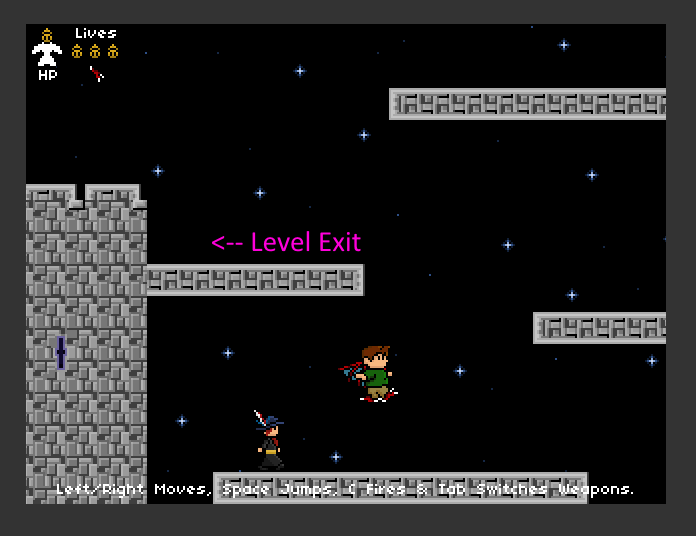 Lives
HP
<-- Level Exit
Left/Right Moves, Space Jumps, C Fires & Tab Switches Weapons.